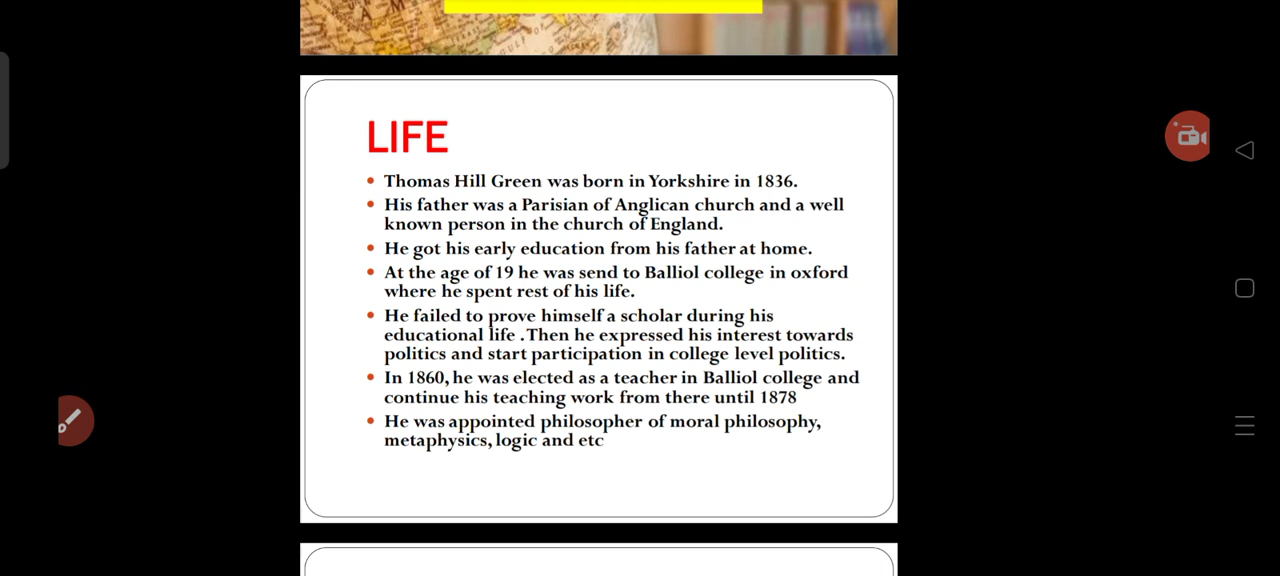 LIFE
• Thomas Hill Green was born in Yorkshire in 1836.
• His father was a Parisian of Anglican church and a well
known person in the church of England.
• He got his early education from his father at home.
• At the age of 19 he was send to Balliol college in oxford
where he spent rest of his life.
• He failed to prove himself a scholar during his
educational life . Then he expressed his interest towards
politics and start participation in college level politics.
• In 1860, he was elected as a teacher in Balliol college and
continue his teaching work from there until 1878
• He was appointed philosopher of moral philosophy,
metaphysics, logic and etc